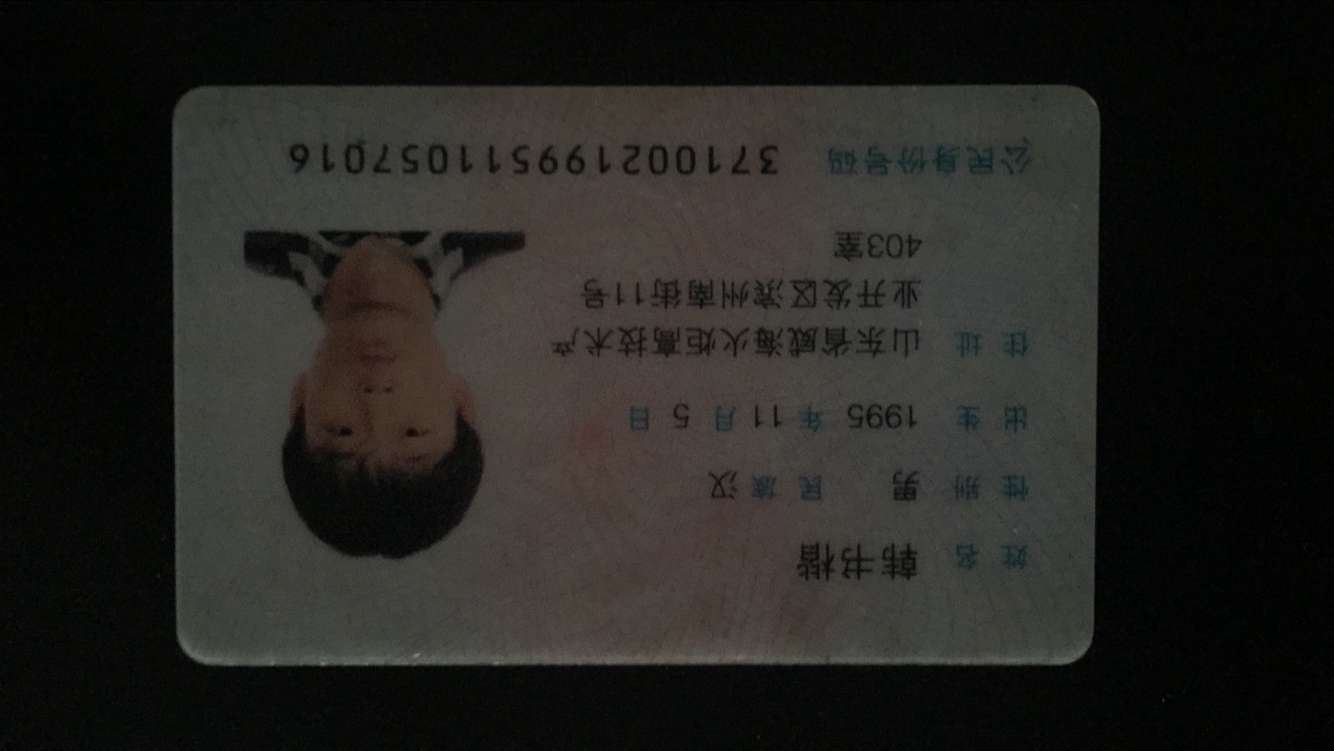 姓名 韩书楷
性别 男 民族 汉
出生 1995 年 11 月 5 日
住址 山东省威海火炬高技术产
业开发区滨州南街11号
403室
公民身份号码 371002199511057016